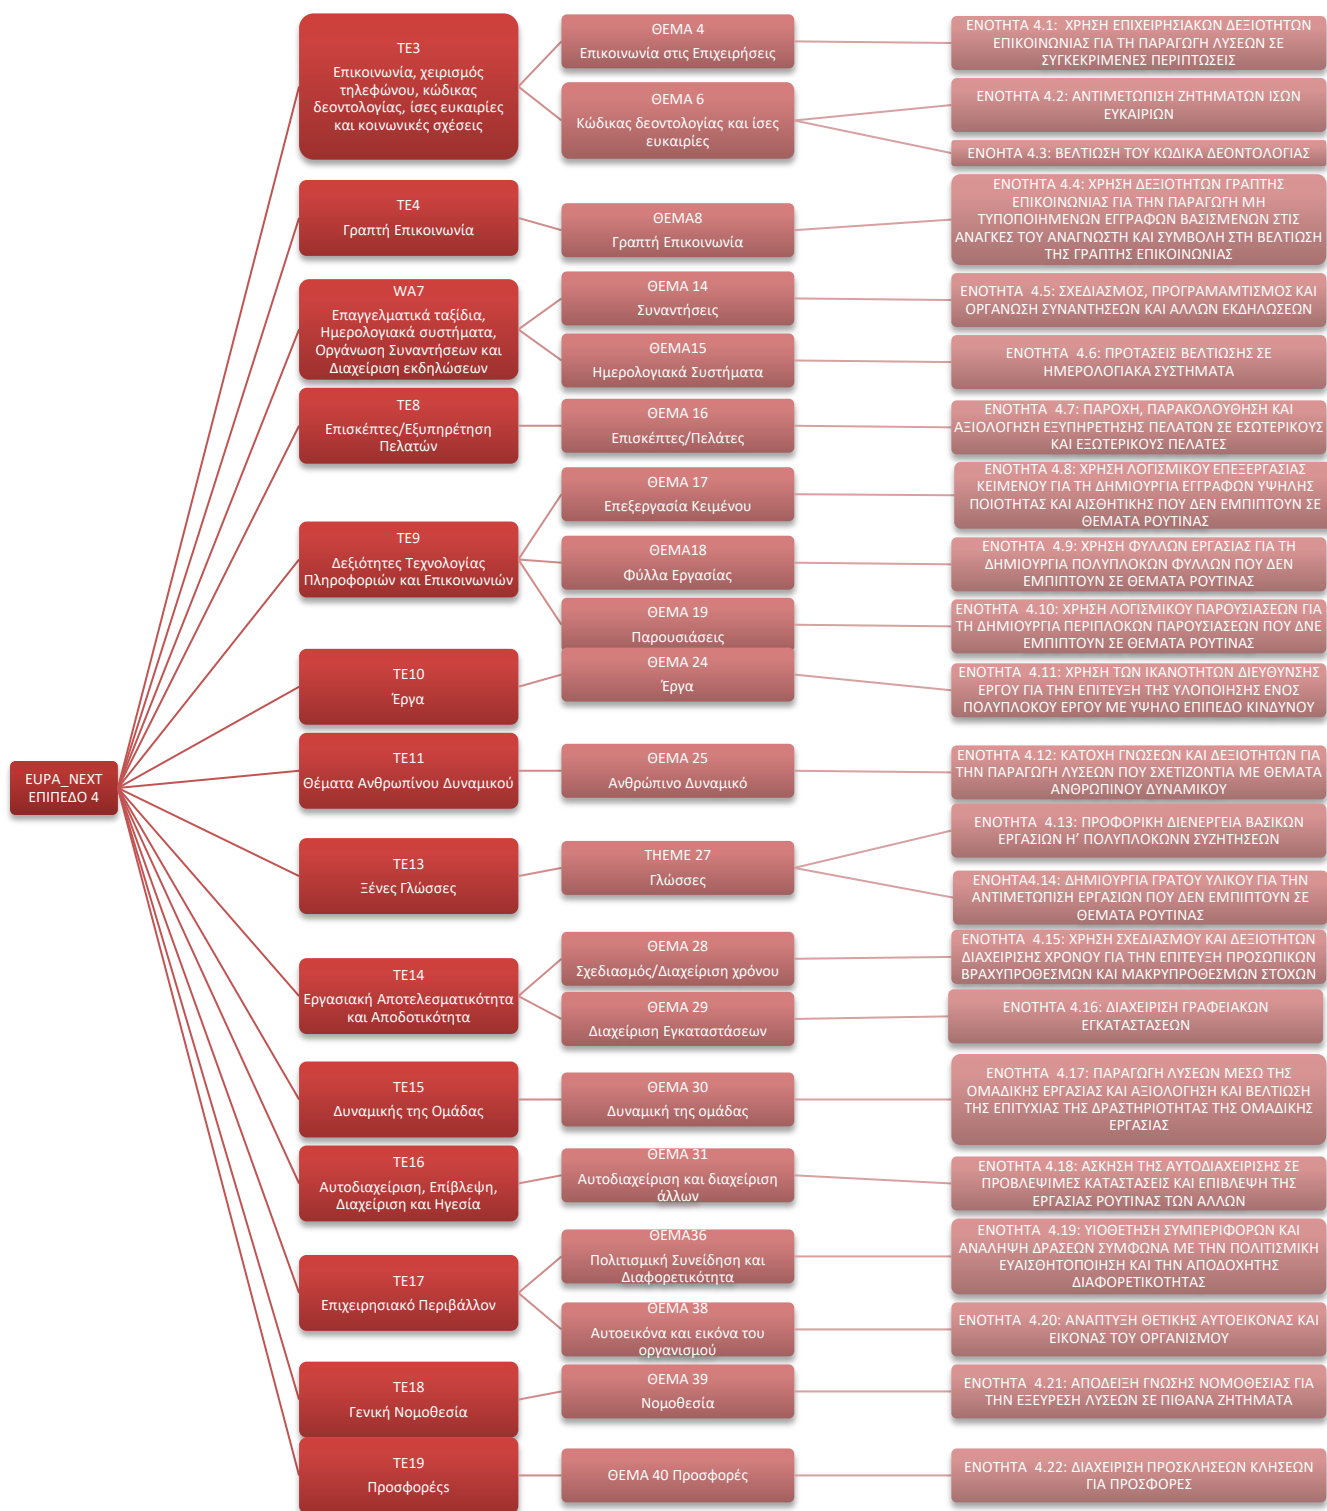 EUPA_NEXT
ΕΠΙΠΕΔΟ 4
ΤΕ3
Επικοινωνία, χειρισμός
τηλεφώνου, κώδικας
δεοντολογίας, ίσες ευκαιρίες
και κοινωνικές σχέσεις
ΘΕΜΑ 4
Επικοινωνία στις Επιχειρήσεις
ΕΝΟΤΗΤΑ 4.1: ΧΡΗΣΗ ΕΠΙΧΕΙΡΗΣΙΑΚΩΝ ΔΕΞΙΟΤΗΤΩΝ
ΕΠΙΚΟΙΝΩΝΙΑΣ ΓΙΑ ΤΗ ΠΑΡΑΓΩΓΗ ΛΥΣΕΩΝ ΣΕ
ΣΥΓΚΕΚΡΙΜΕΝΕΣ ΠΕΡΙΠΤΩΣΕΙΣ
ΘΕΜΑ 6
Κώδικας δεοντολογίας και ίσες
ευκαιρίες
ΕΝΟΤΗΤΑ 4.2: ΑΝΤΙΜΕΤΩΠΙΣΗ ΖΗΤΗΜΑΤΩΝ ΙΣΩΝ
ΕΥΚΑΙΡΙΩΝ
ΕΝΟΗΤΑ 4.3: ΒΕΛΤΙΩΣΗ ΤΟΥ ΚΩΔΙΚΑ ΔΕΟΝΤΟΛΟΓΙΑΣ
ΤΕ4
Γραπτή Επικοινωνία
ΘΕΜΑ8
Γραπτή Επικοινωνία
ΕΝΟΤΗΤΑ 4.4: ΧΡΗΣΗ ΔΕΞΙΟΤΗΤΩΝ ΓΡΑΠΤΗΣ
ΕΠΙΚΟΙΝΩΝΙΑΣ ΓΙΑ ΤΗΝ ΠΑΡΑΓΩΓΗ ΜΗ
ΤΥΠΟΠΟΙΗΜΕΝΩΝ ΕΓΓΡΑΦΩΝ ΒΑΣΙΣΜΕΝΩΝ ΣΤΙΣ
ΑΝΑΓΚΕΣ ΤΟΥ ΑΝΑΓΝΩΣΤΗ ΚΑΙ ΣΥΜΒΟΛΗ ΣΤΗ ΒΕΛΤΙΩΣΗ
ΤΗΣ ΓΡΑΠΤΗΣ ΕΠΙΚΟΙΝΩΝΙΑΣ
WA7
Επαγγελματικά ταξίδια,
Ημερολογιακά συστήματα,
Οργάνωση Συναντήσεων και
Διαχείριση εκδηλώσεων
ΘΕΜΑ 14
Συναντήσεις
ΕΝΟΤΗΤΑ 4.5: ΣΧΕΔΙΑΣΜΟΣ, ΠΡΟΓΡΑΜΑΜΤΙΣΜΟΣ ΚΑΙ
ΟΡΓΑΝΩΣΗ ΣΥΝΑΝΤΗΣΕΩΝ ΚΑΙ ΑΛΛΩΝ ΕΚΔΗΛΩΣΕΩΝ
ΘΕΜΑ15
Ημερολογιακά Συστήματα
ΕΝΟΤΗΤΑ 4.6: ΠΡΟΤΑΣΕΙΣ ΒΕΛΤΙΩΣΗΣ ΣΕ
ΗΜΕΡΟΛΟΓΙΑΚΑ ΣΥΣΤΗΜΑΤΑ
ΤΕ8
Επισκέπτες/Εξυπηρέτηση
Πελατών
ΘΕΜΑ 16
Επισκέπτες/Πελάτες
ΕΝΟΤΗΤΑ 4.7: ΠΑΡΟΧΗ, ΠΑΡΑΚΟΛΟΥΘΗΣΗ ΚΑΙ
ΑΞΙΟΛΟΓΗΣΗ ΕΞΥΠΗΡΕΤΗΣΗΣ ΠΕΛΑΤΩΝ ΣΕ ΕΣΩΤΕΡΙΚΟΥΣ
ΚΑΙ ΕΞΩΤΕΡΙΚΟΥΣ ΠΕΛΑΤΕΣ
ΤΕ9
Δεξιότητες Τεχνολογίας
Πληροφοριών και Επικοινωνιών
ΘΕΜΑ 17
Επεξεργασία Κειμένου
ΕΝΟΤΗΤΑ 4.8: ΧΡΗΣΗ ΛΟΓΙΣΜΙΚΟΥ ΕΠΕΞΕΡΓΑΣΙΑΣ
ΚΕΙΜΕΝΟΥ ΓΙΑ ΤΗ ΔΗΜΙΟΥΡΓΙΑ ΕΓΓΡΑΦΩΝ ΥΨΗΛΗΣ
ΠΟΙΟΤΗΤΑΣ ΚΑΙ ΑΙΣΘΗΤΙΚΗΣ ΠΟΥ ΔΕΝ ΕΜΠΙΠΤΟΥΝ ΣΕ
ΘΕΜΑΤΑ ΡΟΥΤΙΝΑΣ
ΘΕΜΑ18
Φύλλα Εργασίας
ΕΝΟΤΗΤΑ 4.9: ΧΡΗΣΗ ΦΥΛΛΩΝ ΕΡΓΑΣΙΑ ΓΙΑ ΤΗ
ΔΗΜΙΟΥΡΓΙΑ ΠΟΛΥΠΛΟΚΩΝ ΦΥΛΛΩΝ ΠΟΥ ΔΕΝ
ΕΜΠΙΠΤΟΥΝ ΣΕ ΘΕΜΑΤΑ ΡΟΥΤΙΝΑΣ
ΘΕΜΑ 19
Παρουσιάσεις
ΕΝΟΤΗΤΑ 4.10: ΧΡΗΣΗ ΛΟΓΙΣΜΙΚΟΥ ΠΑΡΟΥΣΙΑΣΕΩΝ ΓΙΑ
ΤΗ ΔΗΜΙΟΥΡΓΙΑ ΠΕΡΙΠΛΟΚΩΝ ΠΑΡΟΥΣΙΑΣΕΩΝ ΠΟΥ ΔΝΕ
ΕΜΠΙΠΤΟΥΝ ΣΕ ΘΕΜΑΤΑ ΡΟΥΤΙΝΑΣ
ΤΕ10
Έργα
ΘΕΜΑ 24
Έργα
ΕΝΟΤΗΤΑ 4.11: ΧΡΗΣΗ ΤΩΝ ΙΚΑΝΟΤΗΤΩΝ ΔΙΕΥΘΥΝΣΗΣ
ΕΡΓΟΥ ΓΙΑ ΤΗΝ ΕΠΙΤΕΥΞΗ ΤΗΣ ΥΛΟΠΟΙΗΣΗΣ ΕΝΟΣ
ΠΟΛΥΠΛΟΚΟΥ ΕΡΓΟΥ ΜΕ ΥΨΗΛΟ ΕΠΙΠΕΔΟ ΚΙΝΔΥΝΟΥ
ΤΕ11
Θέματα Ανθρωπίνου Δυναμικού
ΘΕΜΑ 25
Ανθρώπινο Δυναμικό
ΕΝΟΤΗΤΑ 4.12: ΚΑΤΟΧΗ ΓΝΩΣΕΩΝ ΚΑΙ ΔΕΞΙΟΤΗΤΩΝ ΓΙΑ
ΤΗΝ ΠΑΡΑΓΩΓΗ ΛΥΣΕΩΝ ΠΟΥ ΣΧΕΤΙΖΟΝΤΙΑ ΜΕ ΘΕΜΑΤΑ
ΑΝΘΡΩΠΙΝΟΥ ΔΥΝΑΜΙΚΟΥ
ΤΕ13
Ξένες Γλώσσες
THEME 27
Γλώσσες
ΕΝΟΤΗΤΑ 4.13: ΠΡΟΦΟΡΙΚΗ ΔΙΕΝΕΡΓΕΙΑ ΒΑΣΙΚΩΝ
ΕΡΓΑΣΙΩΝ Η’ ΠΟΛΥΠΛΟΚΩΝΝ ΣΥΖΗΤΗΣΕΩΝ
ΕΝΟΗΤΑ4.14: ΔΗΜΙΟΥΡΓΙΑ ΓΡΑΤΟΥ ΥΛΙΚΟΥ ΓΙΑ ΤΗΝ
ΑΝΤΙΜΕΤΩΠΙΣΗ ΕΡΓΑΣΙΩΝ ΠΟΥ ΔΕΝ ΕΜΠΙΠΤΟΥΝ ΣΕ
ΘΕΜΑΤΑ ΡΟΥΤΙΝΑΣ
ΤΕ14
Εργασιακή Αποτελεσματικότητα
και Αποδοτικότητα
ΘΕΜΑ 28
Σχεδιασμός/Διαχείριση χρόνου
ΕΝΟΤΗΤΑ 4.15: ΧΡΗΣΗ ΣΧΕΔΙΑΣΜΟΥ ΚΑΙ ΔΕΞΙΟΤΗΤΩΝ
ΔΙΑΧΕΙΡΙΣΗΣ ΧΡΟΝΟΥ ΓΙΑ ΤΗΝ ΕΠΙΤΕΥΞΗ ΠΡΟΣΩΠΙΚΩΝ
ΒΡΑΧΥΠΡΟΘΕΣΜΩΝ ΚΑΙ ΜΑΚΡΥΠΡΟΘΕΣΜΩΝ ΣΤΟΧΩΝ
ΘΕΜΑ 29
Διαχείριση Εγκαταστάσεων
ΕΝΟΤΗΤΑ 4.16: ΔΙΑΧΕΙΡΙΣΗ ΓΡΑΦΕΙΑΚΩΝ
ΕΓΚΑΤΑΣΤΑΣΕΩΝ
ΤΕ15
Δυναμικής της Ομάδας
ΘΕΜΑ 30
Δυναμική της ομάδας
ΕΝΟΤΗΤΑ 4.17: ΠΑΡΑΓΩΓΗ ΛΥΣΕΩΝ ΜΕΣΩ ΤΗΣ
ΟΜΑΔΙΚΗΣ ΕΡΓΑΣΙΑΣ ΚΑΙ ΑΞΙΟΛΟΓΗΣΗ ΚΑΙ ΒΕΛΤΙΩΣΗ
ΤΗΣ ΕΠΙΤΥΧΙΑΣ ΤΗΣ ΔΡΑΣΤΗΡΙΟΤΗΤΑΣ ΤΗΣ ΟΜΑΔΙΚΗΣ
ΕΡΓΑΣΙΑΣ
ΤΕ16
Αυτοδιαχείριση, Επίβλεψη,
Διαχείριση και Ηγεσία
ΘΕΜΑ 31
Αυτοδιαχείριση και διαχείριση
άλλων
ΕΝΟΤΗΤΑ 4.18: ΑΣΚΗΣΗ ΤΗΣ ΑΥΤΟΔΙΑΧΕΙΡΙΣΗΣ ΣΕ
ΠΡΟΒΛΕΨΙΜΕΣ ΚΑΤΑΣΤΑΣΕΙΣ ΚΑΙ ΕΠΙΒΛΕΨΗ ΤΗΣ
ΕΡΓΑΣΙΑΣ ΡΟΥΤΙΝΑΣ ΤΩΝ ΑΛΛΩΝ
ΤΕ17
Επιχειρησιακό Περιβάλλον
ΘΕΜΑ36
Πολιτισμική Συνείδηση και
Διαφορετικότητα
ΕΝΟΤΗΤΑ 4.19: ΥΙΟΘΕΤΗΣΗ ΣΥΜΠΕΡΙΦΟΡΩΝ ΚΑΙ
ΑΝΑΛΗΨΗ ΔΡΑΣΕΩΝ ΣΥΜΦΩΝΑ ΜΕ ΤΗΝ ΠΟΛΙΤΙΣΜΙΚΗ
ΕΥΑΙΣΘΗΤΟΠΟΙΗΣΗ ΚΑΙ ΤΗΝ ΑΠΟΔΟΧΗΤΗΣ
ΔΙΑΦΟΡΕΤΙΚΟΤΗΤΑΣ
ΘΕΜΑ 38
Αυτοεικόνα και εικόνα του
οργανισμού
ΕΝΟΤΗΤΑ 4.20: ΑΝΑΠΤΥΞΗ ΘΕΤΙΚΗΣ ΑΥΤΟΕΙΚΟΝΑΣ ΚΑΙ
ΕΙΚΟΝΑΣ ΤΟΥ ΟΡΓΑΝΙΣΜΟΥ
ΤΕ18
Γενική Νομοθεσία
ΘΕΜΑ 39
Νομοθεσία
ΕΝΟΤΗΤΑ 4.21: ΑΠΟΔΕΙΞΗ ΓΝΩΣΗΣ ΝΟΜΟΘΕΣΙΑΣ ΓΙΑ
ΤΗΝ ΕΞΕΥΡΕΣΗ ΛΥΣΕΩΝ ΣΕ ΠΙΘΑΝΑ ΖΗΤΗΜΑΤΑ
ΤΕ19
Προσφορέςs
ΘΕΜΑ 40 Προσφορές
ΕΝΟΤΗΤΑ 4.22: ΔΙΑΧΕΙΡΙΣΗ ΠΡΟΣΚΛΗΣΕΩΝ ΚΛΗΣΕΩΝ
ΓΙΑ ΠΡΟΣΦΟΡΕΣ